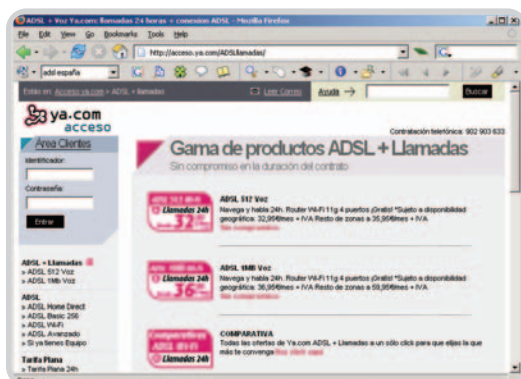 ADSL + Voz Ya.com: llamadas 24 horas + conexion ADSL - Mozilla Firefox
File Edit View Go Bookmarks Tools Help
http://acceso.ya.com/ADSLllamadas/
adsl españa
Estás en: Acceso ya.com > ADSL + llamadas
Leer Correo
Ayuda
Buscar
ya.com
acceso
Contratación telefónica: 902 903 833
Área Clientes
Identificador:
Contraseña:
Entrar
Gama de productos ADSL + Llamadas
Sin compromiso en la duración del contrato
Llamadas 24h
32
ADSL 512 Voz
Navega y habla 24h. Router Wi-Fi 11g 4 puertos ¡Gratis! *Sujeto a disponibilidad
geográfica: 32,95€/mes + IVA Resto de zonas a 35,95€/mes + IVA
Sin compromiso
Llamadas 24h
36
ADSL 1MB Voz
Navega y habla 24h. Router Wi-Fi 11g 4 puertos ¡Gratis! *Sujeto a disponibilidad
geográfica: 36,95€/mes + IVA Resto de zonas a 59,95€/mes + IVA
Sin compromiso
Llamadas 24h
COMPARATIVA
Todas las ofertas de Ya.com ADSL + Llamadas a un sólo click para que elijas la que
más te convenga
ADSL + Llamadas
» ADSL 512 Voz
» ADSL 1Mb Voz
ADSL
» ADSL Home Direct
» ADSL Basic 256
» ADSL Wi-Fi
» ADSL Avanzado
» Si ya tienes Equipo
Tarifa Plana
» Tarifa Plana 24h